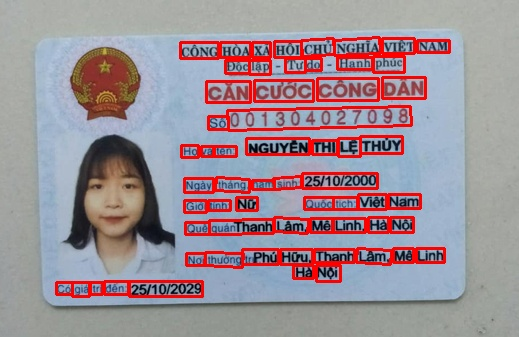 CỘNG HÒA XÃ HỘI CHỦ NGHĨA VIỆT NAM
Độc lập - Tự do - Hạnh phúc
CĂN CƯỚC CÔNG DÂN
Số 001304027098
Họ và tên: NGUYỄN THỊ LỆ THỦY
Ngày, tháng, năm sinh: 25/10/2000
Giới tính: Nữ Quốc tịch: Việt Nam
Quê quán: Thanh Lâm, Mê Linh, Hà Nội
Nơi thường trú: Phú Hữu, Thanh Lâm, Mê Linh
Hà Nội
Có giá trị đến: 25/10/2029